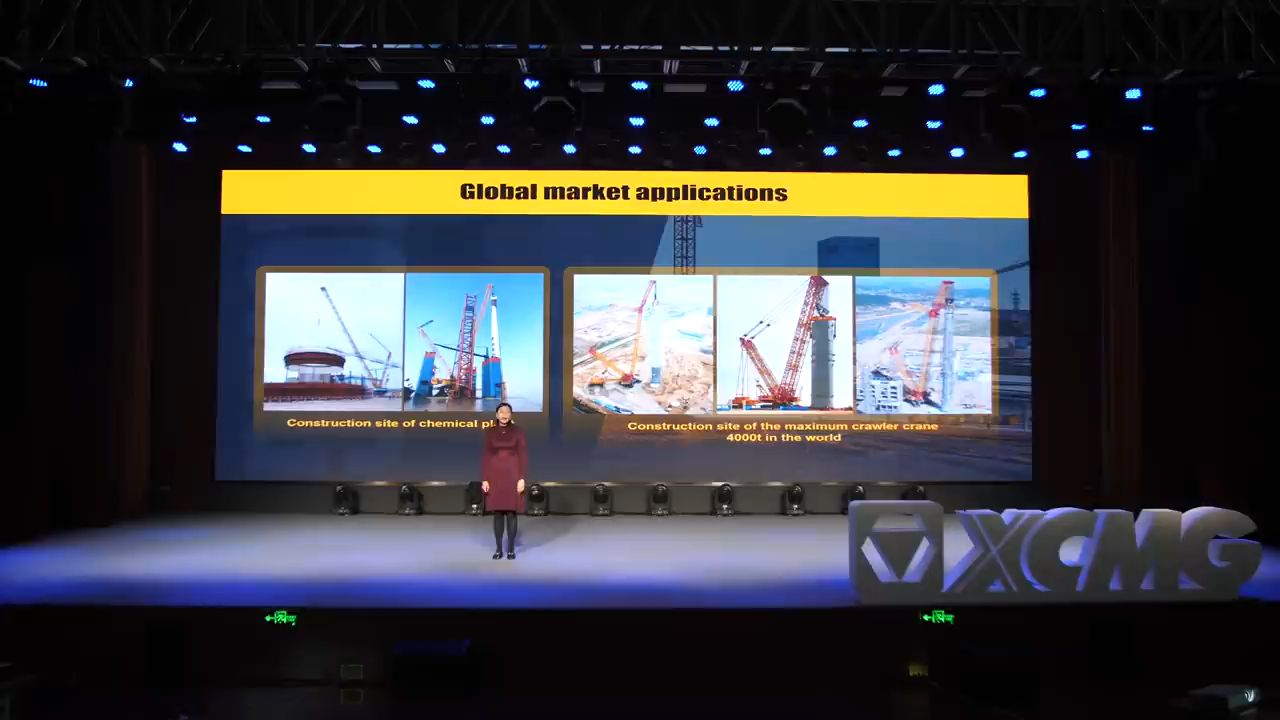 Global market applications
Construction site of chemical
Construction site of the maximum crawler crane
4000t in the world
XCMG